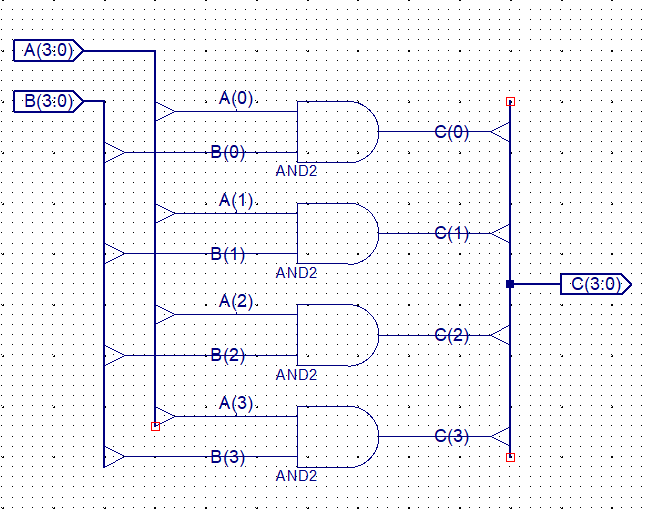 A(3:0)
B(3:0)
A(0)
B(0)
AND2
C(0)
A(1)
B(1)
AND2
C(1)
A(2)
B(2)
AND2
C(2)
A(3)
B(3)
AND2
C(3)
C(3:0)